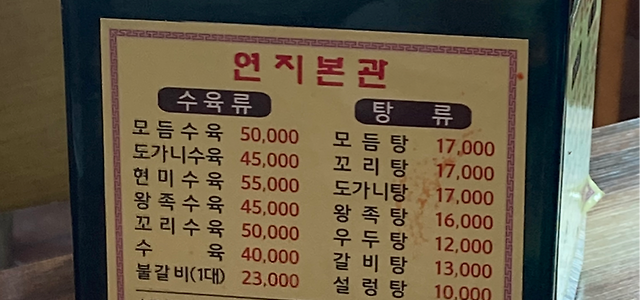 연지본관
수육류
모듬수육 50,000
도가니수육 45,000
현미수육 55,000
왕족수육 45,000
꼬리수육 50,000
수육 40,000
불갈비(1대) 23,000
탕 류
모듬탕 17,000
꼬리탕 17,000
도가니탕 17,000
왕족탕 16,000
우두탕 12,000
갈비탕 13,000
설렁탕 10,000